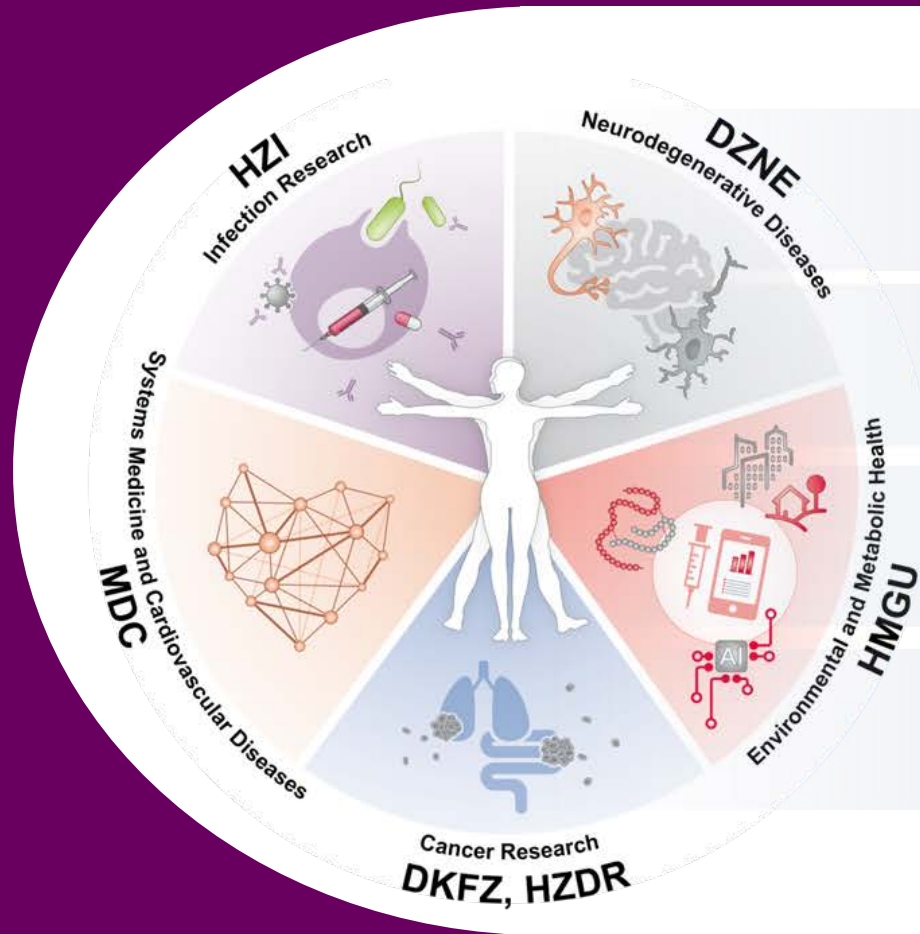 HZI
Infection Research
DZNE
Neurodegenerative Diseases
HMGU
Environmental and Metabolic Health
AI
Cancer Research
DKFZ, HZDR
MDC
Systems Medicine and Cardiovascular Diseases